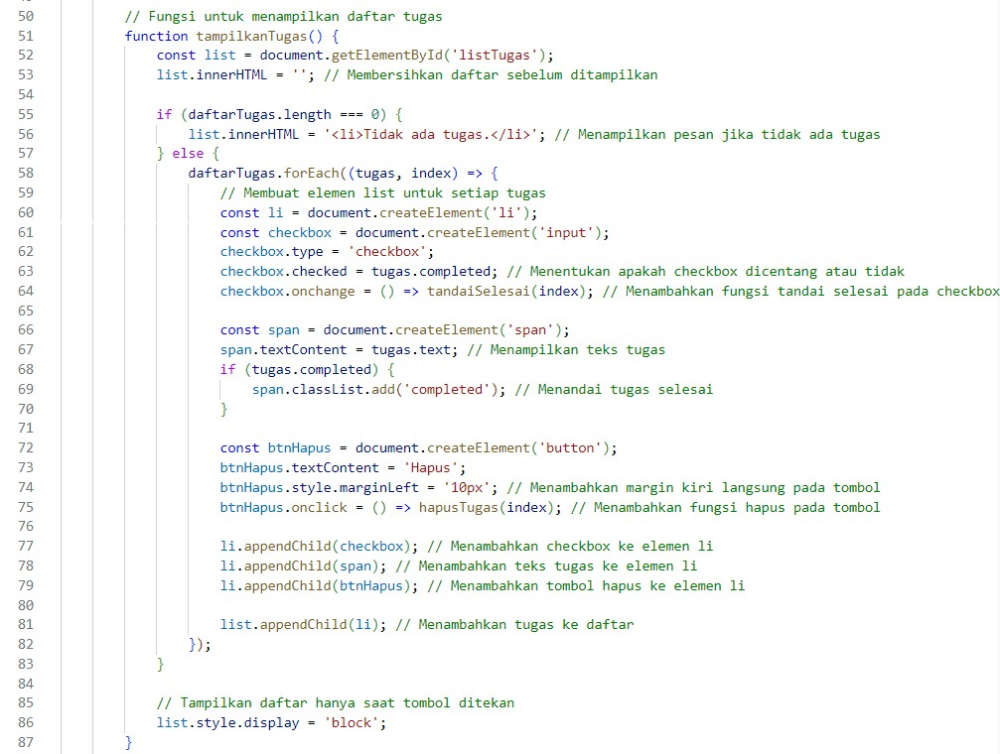 50 // Fungsi untuk menampilkan daftar tugas
51 function tampilkanTugas() {
52 const list = document.getElementById('listTugas');
53 list.innerHTML = ''; // Membersihkan daftar sebelum ditampilkan
54
55 if (daftarTugas.length === 0) {
56 list.innerHTML = '<li>Tidak ada tugas.</li>'; // Menampilkan pesan jika tidak ada tugas
57 } else {
58 daftarTugas.forEach((tugas, index) => {
59 // Membuat elemen list untuk setiap tugas
60 const li = document.createElement('li');
61 const checkbox = document.createElement('input');
62 checkbox.type = 'checkbox';
63 checkbox.checked = tugas.completed; // Menentukan apakah checkbox dicentang atau tidak
64 checkbox.onchange = () => tandaiSelesai(index); // Menambahkan fungsi tandai selesai pada checkbox
65
66 const span = document.createElement('span');
67 span.textContent = tugas.text; // Menampilkan teks tugas
68 if (tugas.completed) {
69 span.classList.add('completed'); // Menandai tugas selesai
70 }
71
72 const btnHapus = document.createElement('button');
73 btnHapus.textContent = 'Hapus';
74 btnHapus.style.marginLeft = '10px'; // Menambahkan margin kiri langsung pada tombol
75 btnHapus.onclick = () => hapusTugas(index); // Menambahkan fungsi hapus pada tombol
76
77 li.appendChild(checkbox); // Menambahkan checkbox ke elemen li
78 li.appendChild(span); // Menambahkan teks tugas ke elemen li
79 li.appendChild(btnHapus); // Menambahkan tombol hapus ke elemen li
80
81 list.appendChild(li); // Menambahkan tugas ke daftar
82 });
83 }
84
85 // Tampilkan daftar hanya saat tombol ditekan
86 list.style.display = 'block';
87 }